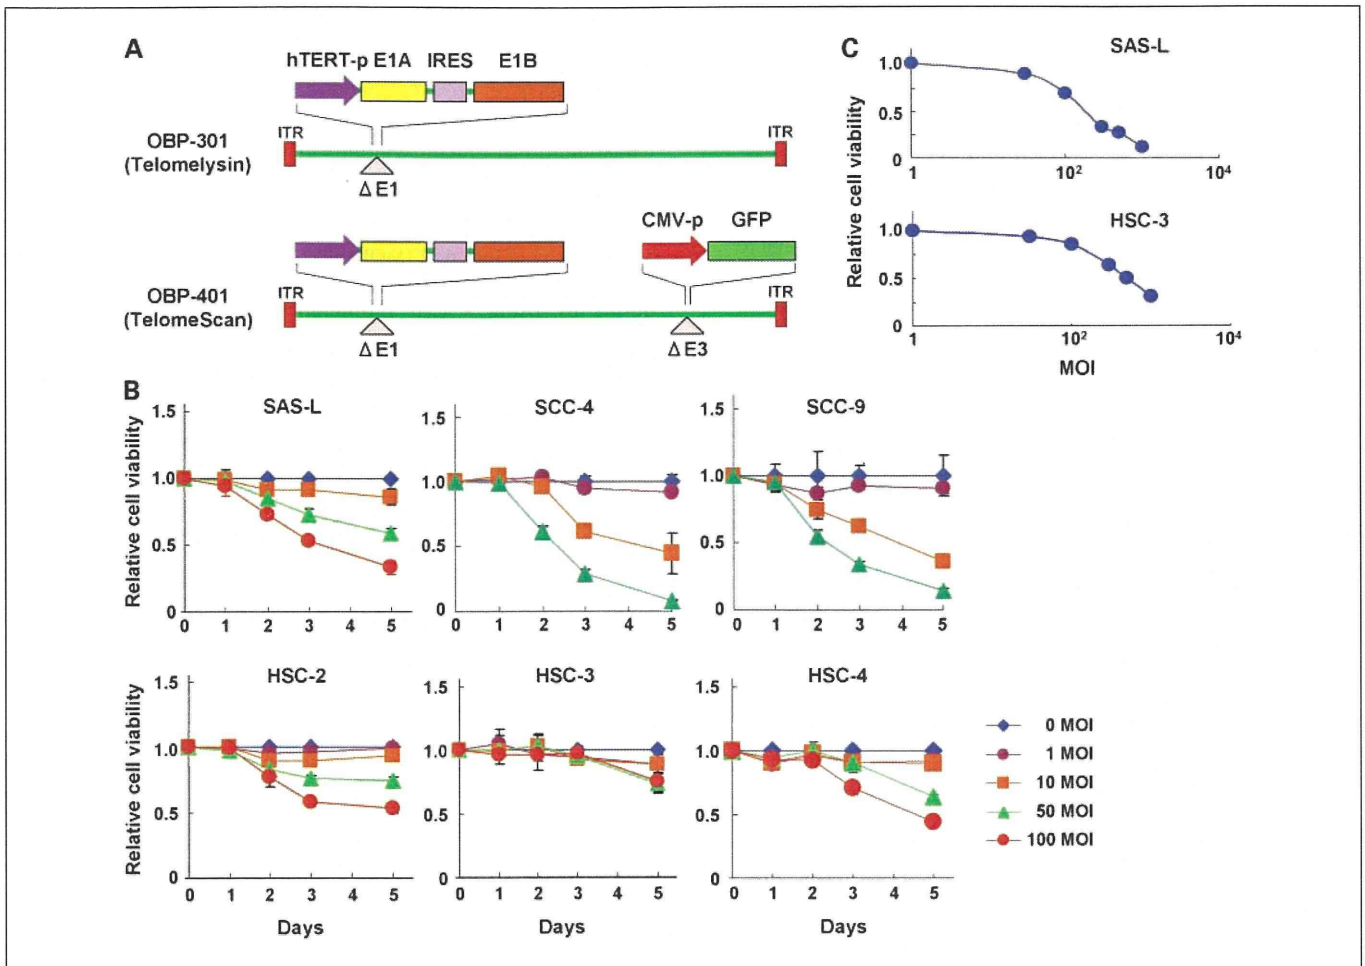 A
hTERT-p E1A IRES E1B
ITR ITR
OBP-301
(Telomelysin)
Δ E1
CMV-p GFP
ITR ITR
OBP-401
(TelomeScan)
Δ E1 Δ E3
C
SAS-L
Relative cell viability
1.0
0.5
0
1 10² 10⁴
HSC-3
1.0
0.5
0
1 10² 10⁴
MOI
B
SAS-L
Relative cell viability
1.5
1.0
0.5
0
0 1 2 3 4 5
SCC-4
1.5
1.0
0.5
0
0 1 2 3 4 5
SCC-9
1.5
1.0
0.5
0
0 1 2 3 4 5
HSC-2
Relative cell viability
1.5
1.0
0.5
0
0 1 2 3 4 5
Days
HSC-3
1.5
1.0
0.5
0
0 1 2 3 4 5
Days
HSC-4
1.5
1.0
0.5
0
0 1 2 3 4 5
Days
0 MOI
1 MOI
10 MOI
50 MOI
100 MOI